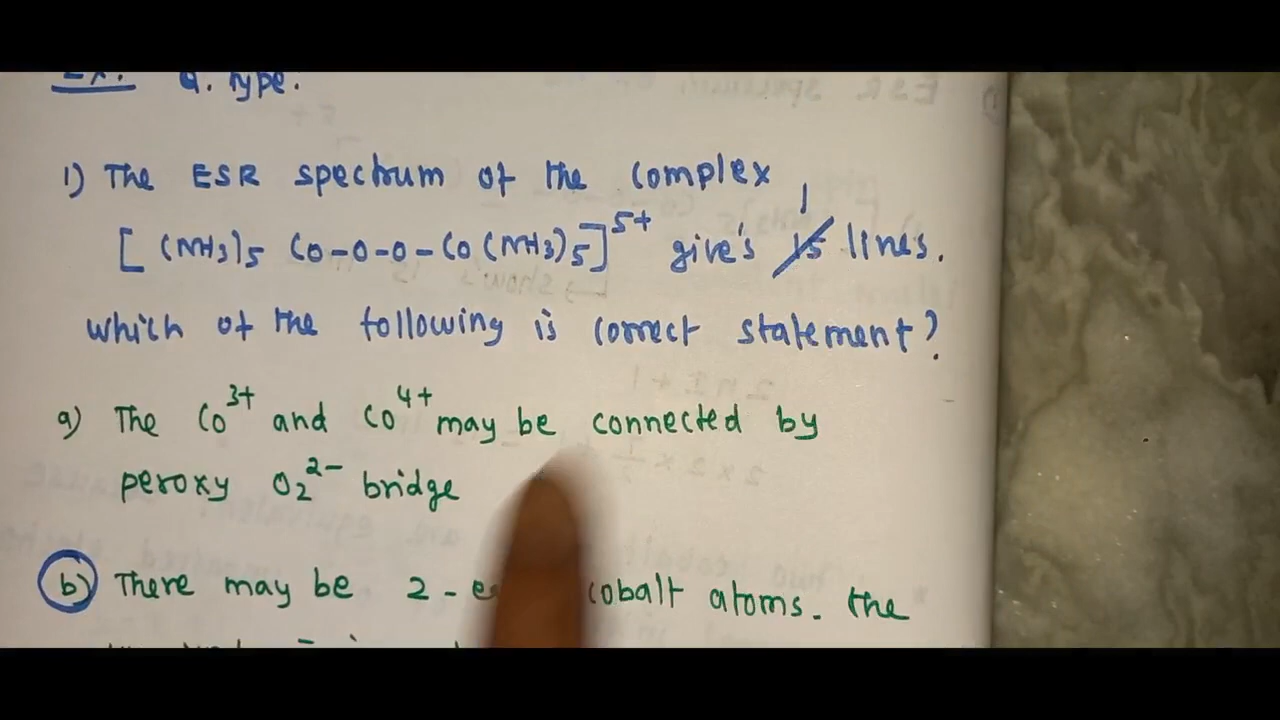 Ex: Q. Type.
1) The ESR spectrum of the complex
[(NH3)5 Co-O-O-Co(NH3)5]5+ give's 15 lines.
which of the following is correct statement?
a) The Co3+ and Co4+ may be connected by
peroxy O22- bridge
b) There may be 2- cobalt atoms. The